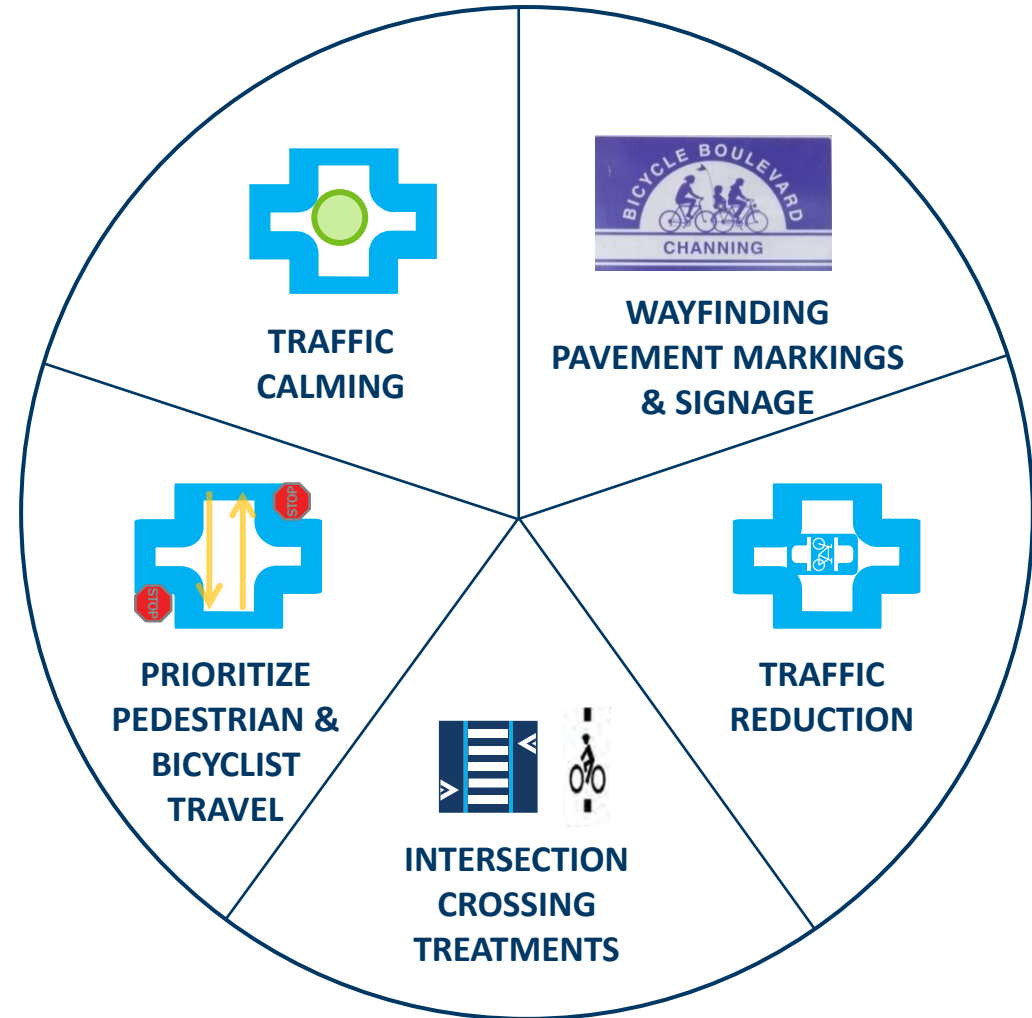 BICYCLE BOULEVARD
CHANNING
WAYFINDING
PAVEMENT MARKINGS
& SIGNAGE
TRAFFIC
CALMING
STOP
STOP
PRIORITIZE
PEDESTRIAN &
BICYCLIST
TRAVEL
TRAFFIC
REDUCTION
INTERSECTION
CROSSING
TREATMENTS